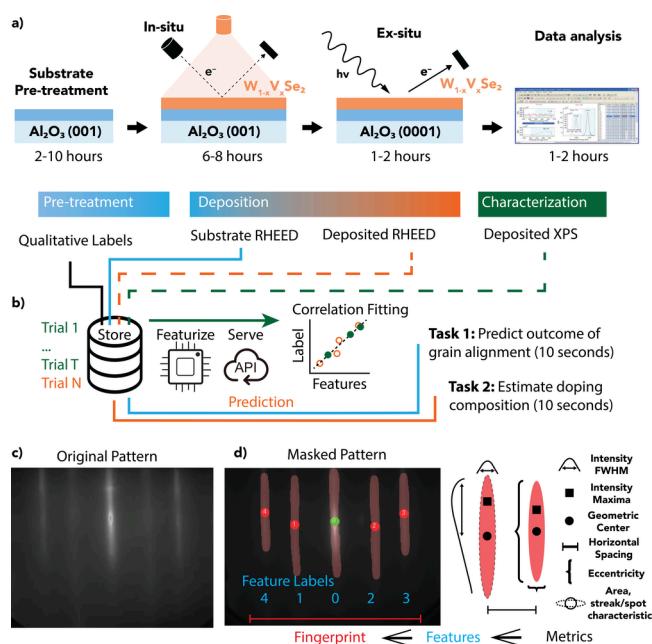 a)
In-situ
Ex-situ
Data analysis
Substrate
Pre-treatment
e⁻
hν
e⁻
W₁₋ₓVₓSe₂
W₁₋ₓVₓSe₂
Al₂O₃ (001)
Al₂O₃ (001)
Al₂O₃ (0001)
2-10 hours
6-8 hours
1-2 hours
1-2 hours
Pre-treatment
Deposition
Characterization
Qualitative Labels
Substrate RHEED
Deposited RHEED
Deposited XPS
b)
Trial 1
...
Trial T
Trial N
Store
Featurize
Serve
API
Prediction
Correlation Fitting
Label
Features
Task 1: Predict outcome of
grain alignment (10 seconds)
Task 2: Estimate doping
composition (10 seconds)
c)
Original Pattern
d)
Masked Pattern
4
1
0
2
3
Feature Labels
4 1 0 2 3
Intensity
FWHM
Intensity
Maxima
Geometric
Center
Horizontal
Spacing
Eccentricity
Area,
streak/spot
characteristic
Fingerprint
Features
Metrics